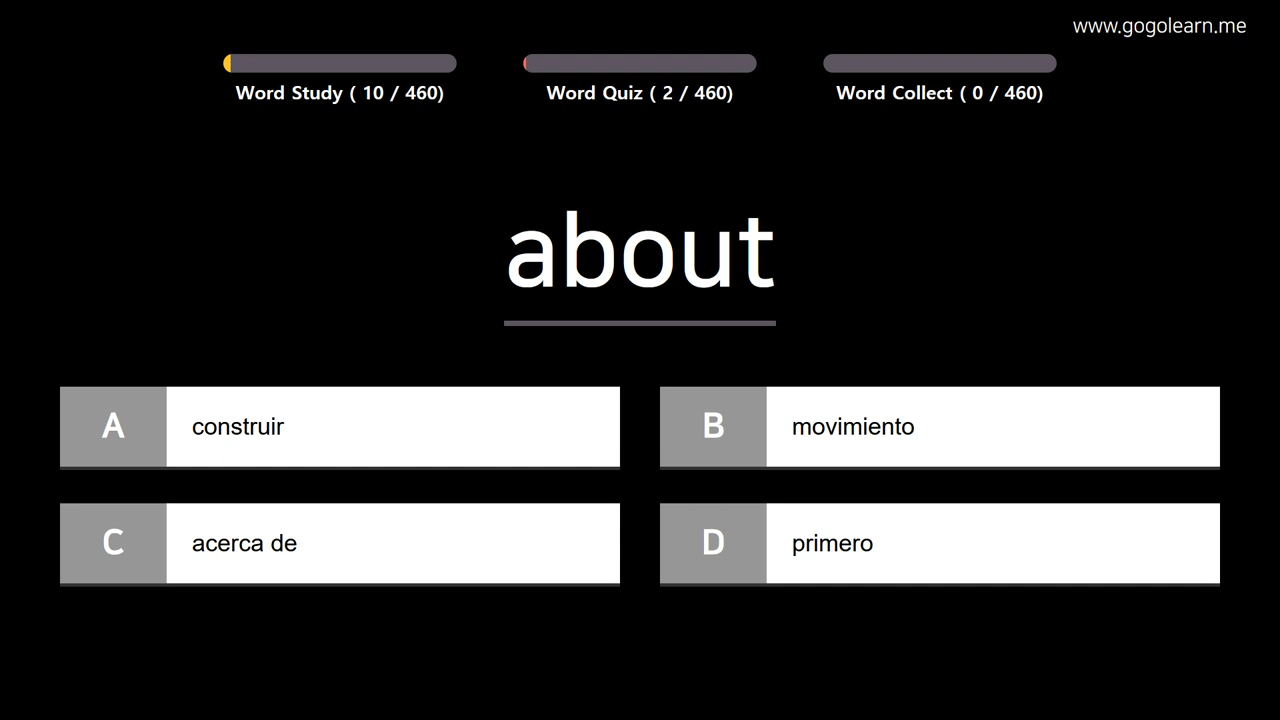 www.gogolearn.me
Word Study ( 10 / 460)
Word Quiz ( 2 / 460)
Word Collect ( 0 / 460)
about
A construir
B movimiento
C acerca de
D primero